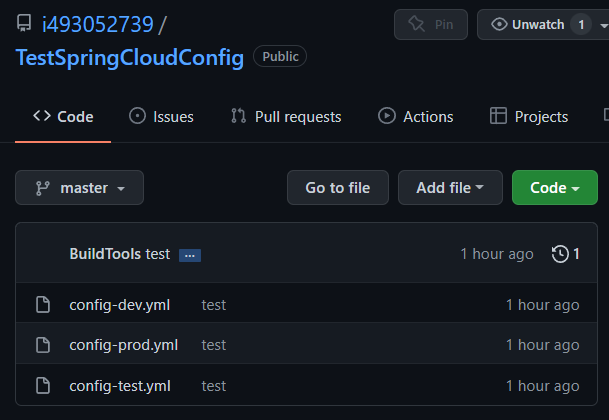 i493052739 /
TestSpringCloudConfig Public
Pin
Unwatch 1
Code Issues Pull requests Actions Projects
master Go to file Add file Code
BuildTools test ... 1 hour ago 1
config-dev.yml test 1 hour ago
config-prod.yml test 1 hour ago
config-test.yml test 1 hour ago